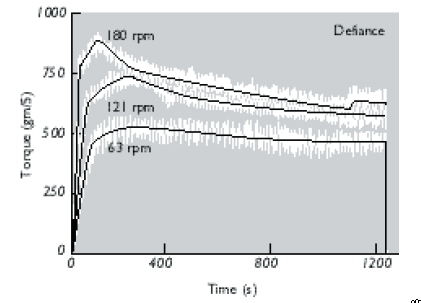 1000
Defiance
180 rpm
750
121 rpm
500
63 rpm
250
0
0 400 800 1200
Torque (gm/S)
Time (s)